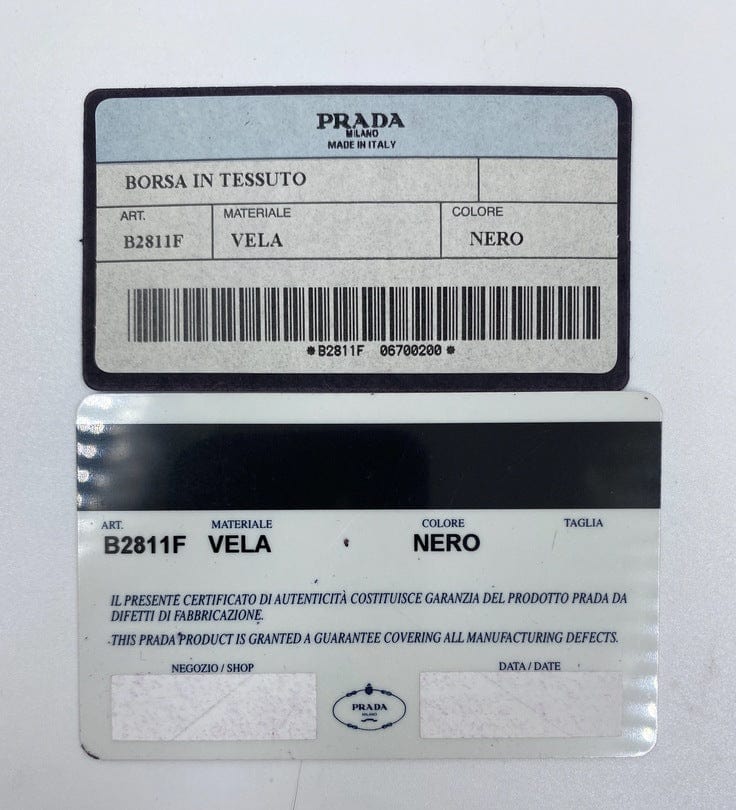 PRADA
MILANO
MADE IN ITALY
BORSA IN TESSUTO
ART. MATERIALE COLORE
B2811F VELA NERO
*B2811F 06700200*
ART. MATERIALE COLORE TAGLIA
B2811F VELA NERO
IL PRESENTE CERTIFICATO DI AUTENTICITÀ COSTITUISCE GARANZIA DEL PRODOTTO PRADA DA
DIFETTI DI FABBRICAZIONE.
THIS PRADA PRODUCT IS GRANTED A GUARANTEE COVERING ALL MANUFACTURING DEFECTS.
NEGOZIO / SHOP DATA / DATE
PRADA
MILANO